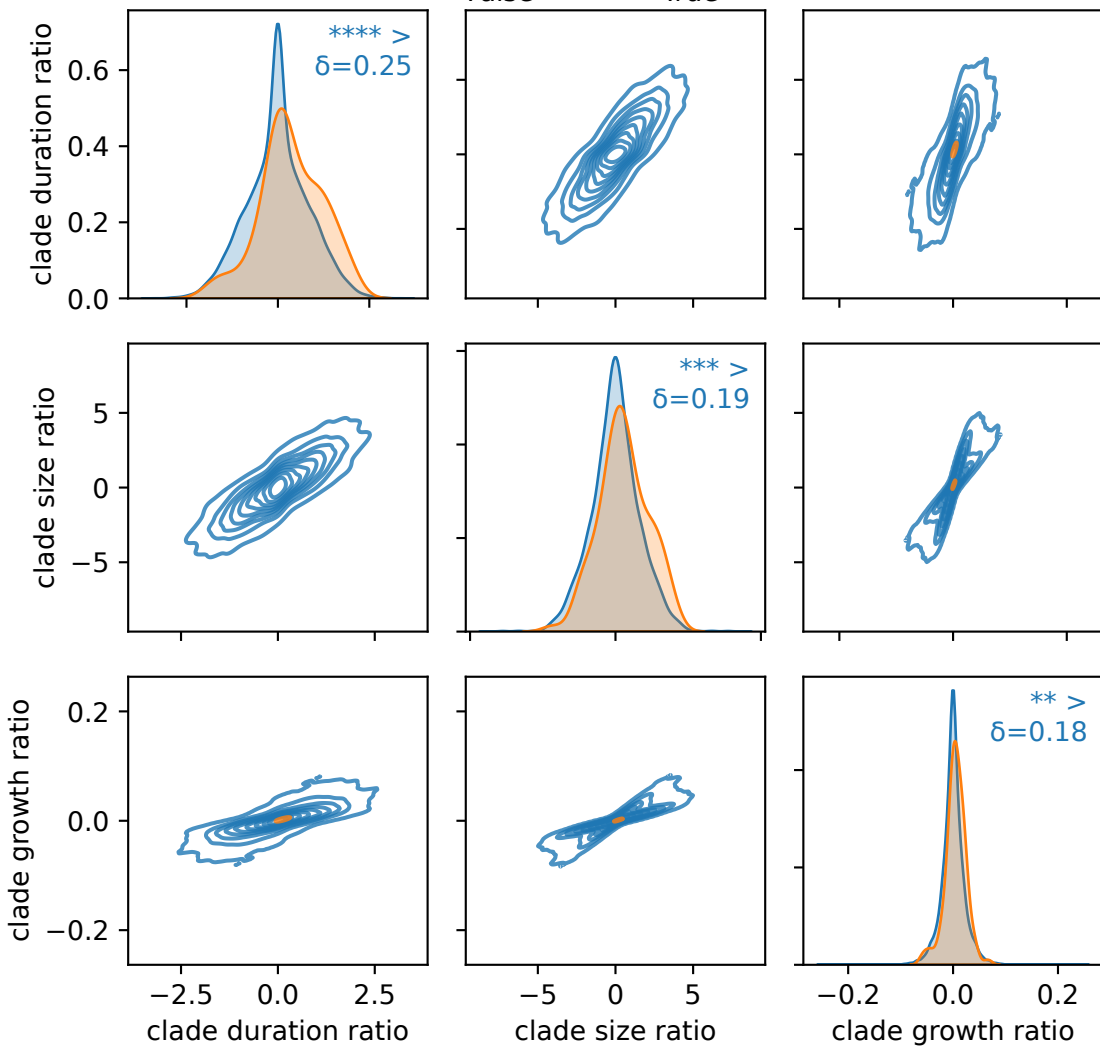 clade duration ratio
0.6
0.4
0.2
0.0
**** >
δ=0.25
clade size ratio
5
0
−5
*** >
δ=0.19
clade growth ratio
0.2
0.0
−0.2
** >
δ=0.18
−2.5 0.0 2.5
−5 0 5
−0.2 0.0 0.2
clade duration ratio
clade size ratio
clade growth ratio